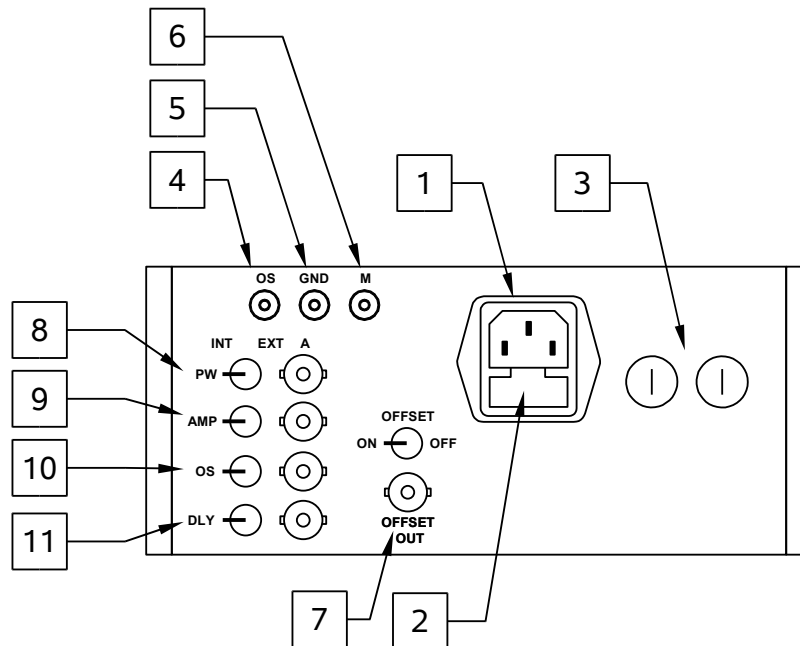 6
5
4
1
3
OS GND M
8
INT EXT A
PW
9
AMP
OFFSET
ON OFF
10
OS
11
DLY
OFFSET
OUT
7
2